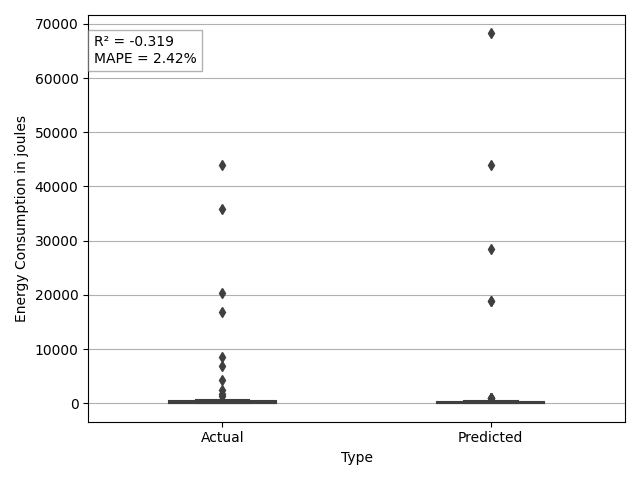 70000
60000
50000
40000
30000
20000
10000
0
Energy Consumption in joules
R² = -0.319
MAPE = 2.42%
Actual
Predicted
Type